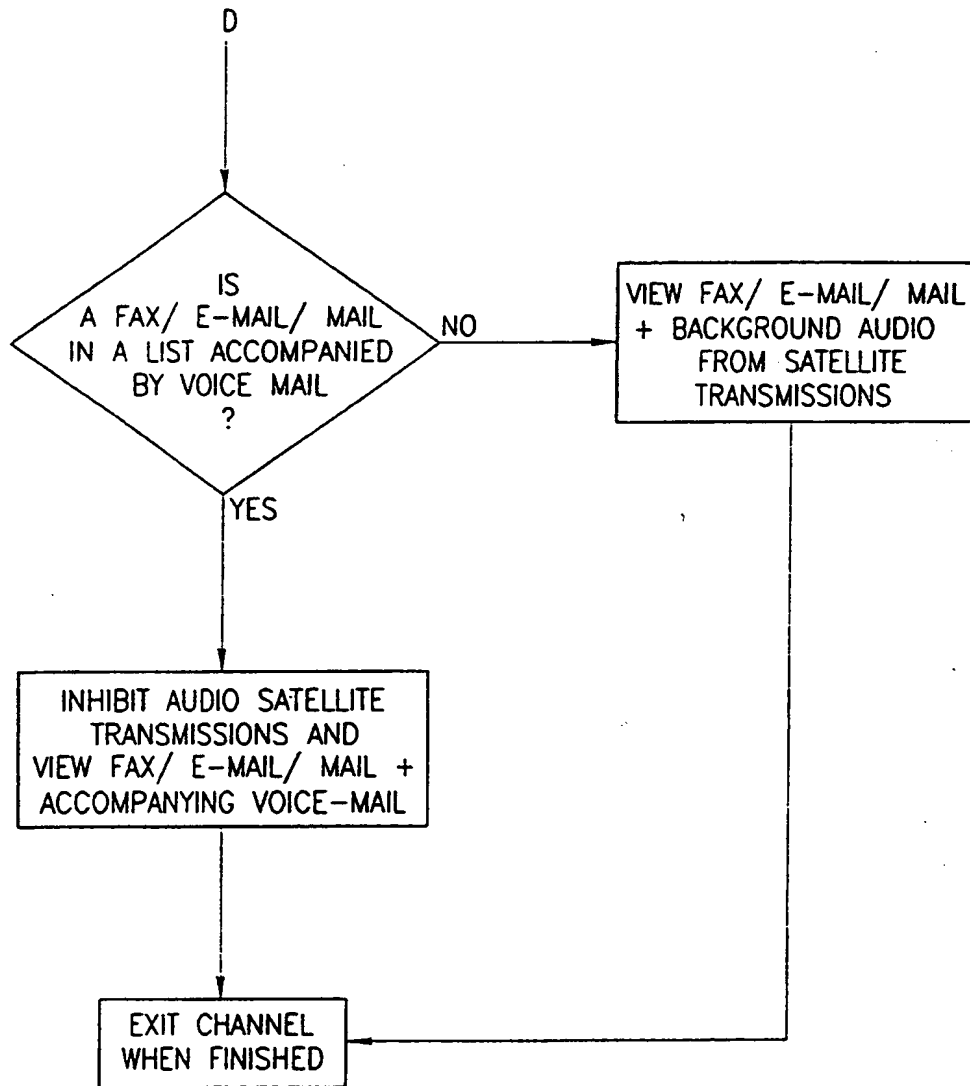 D
IS
A FAX/ E-MAIL/ MAIL
IN A LIST ACCOMPANIED
BY VOICE MAIL
?
NO
VIEW FAX/ E-MAIL/ MAIL
+ BACKGROUND AUDIO
FROM SATELLITE
TRANSMISSIONS
YES
INHIBIT AUDIO SATELLITE
TRANSMISSIONS AND
VIEW FAX/ E-MAIL/ MAIL +
ACCOMPANYING VOICE-MAIL
EXIT CHANNEL
WHEN FINISHED